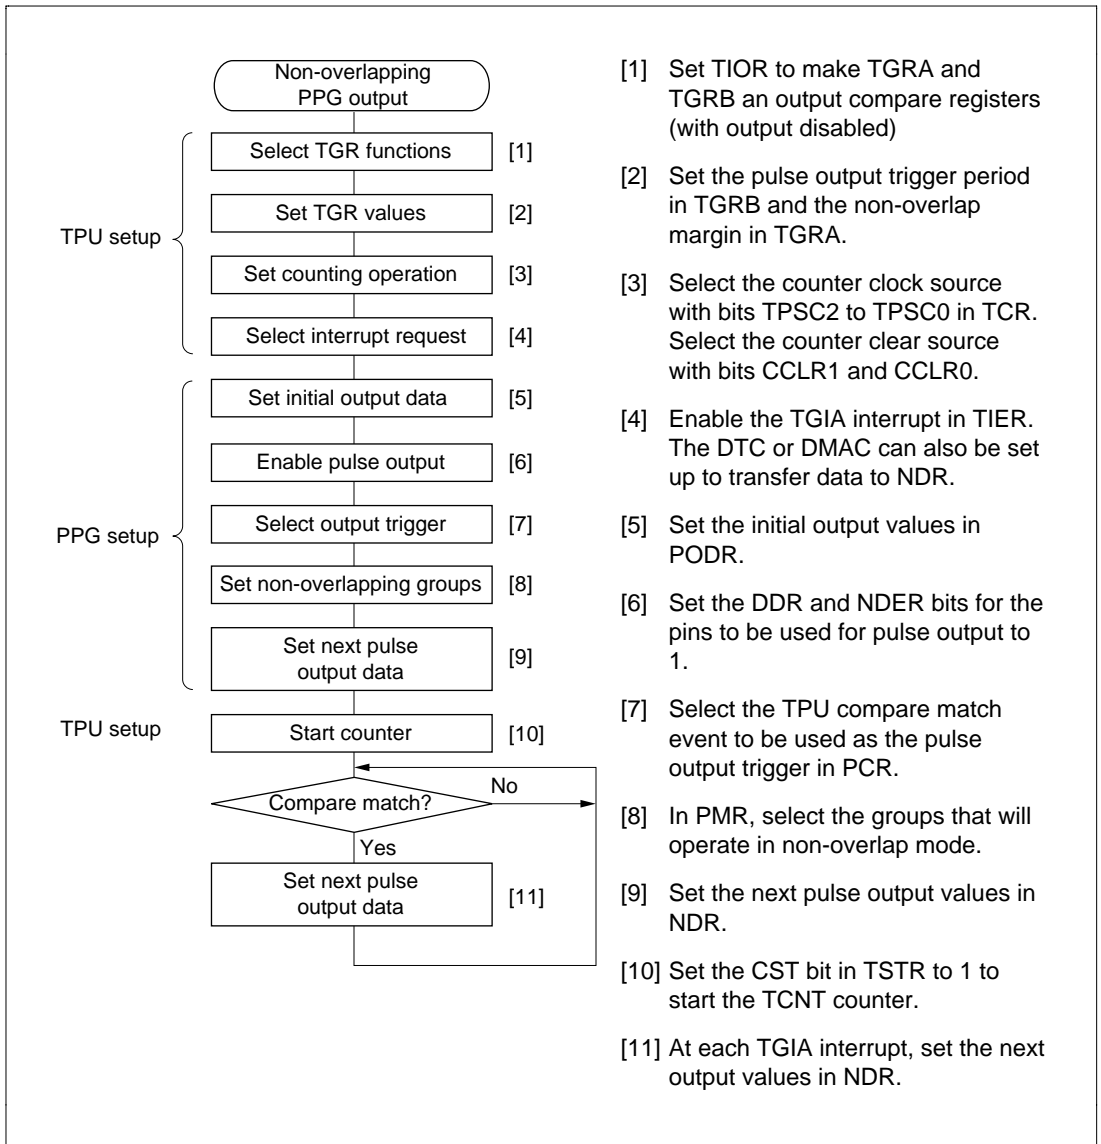 Non-overlapping
PPG output
Select TGR functions [1]
Set TGR values [2]
TPU setup
Set counting operation [3]
Select interrupt request [4]
Set initial output data [5]
Enable pulse output [6]
Select output trigger [7]
PPG setup
Set non-overlapping groups [8]
Set next pulse
output data
[9]
TPU setup
Start counter [10]
Compare match?
No
Yes
Set next pulse
output data
[11]
[1] Set TIOR to make TGRA and
TGRB an output compare registers
(with output disabled)
[2] Set the pulse output trigger period
in TGRB and the non-overlap
margin in TGRA.
[3] Select the counter clock source
with bits TPSC2 to TPSC0 in TCR.
Select the counter clear source
with bits CCLR1 and CCLR0.
[4] Enable the TGIA interrupt in TIER.
The DTC or DMAC can also be set
up to transfer data to NDR.
[5] Set the initial output values in
PODR.
[6] Set the DDR and NDER bits for the
pins to be used for pulse output to
1.
[7] Select the TPU compare match
event to be used as the pulse
output trigger in PCR.
[8] In PMR, select the groups that will
operate in non-overlap mode.
[9] Set the next pulse output values in
NDR.
[10] Set the CST bit in TSTR to 1 to
start the TCNT counter.
[11] At each TGIA interrupt, set the next
output values in NDR.